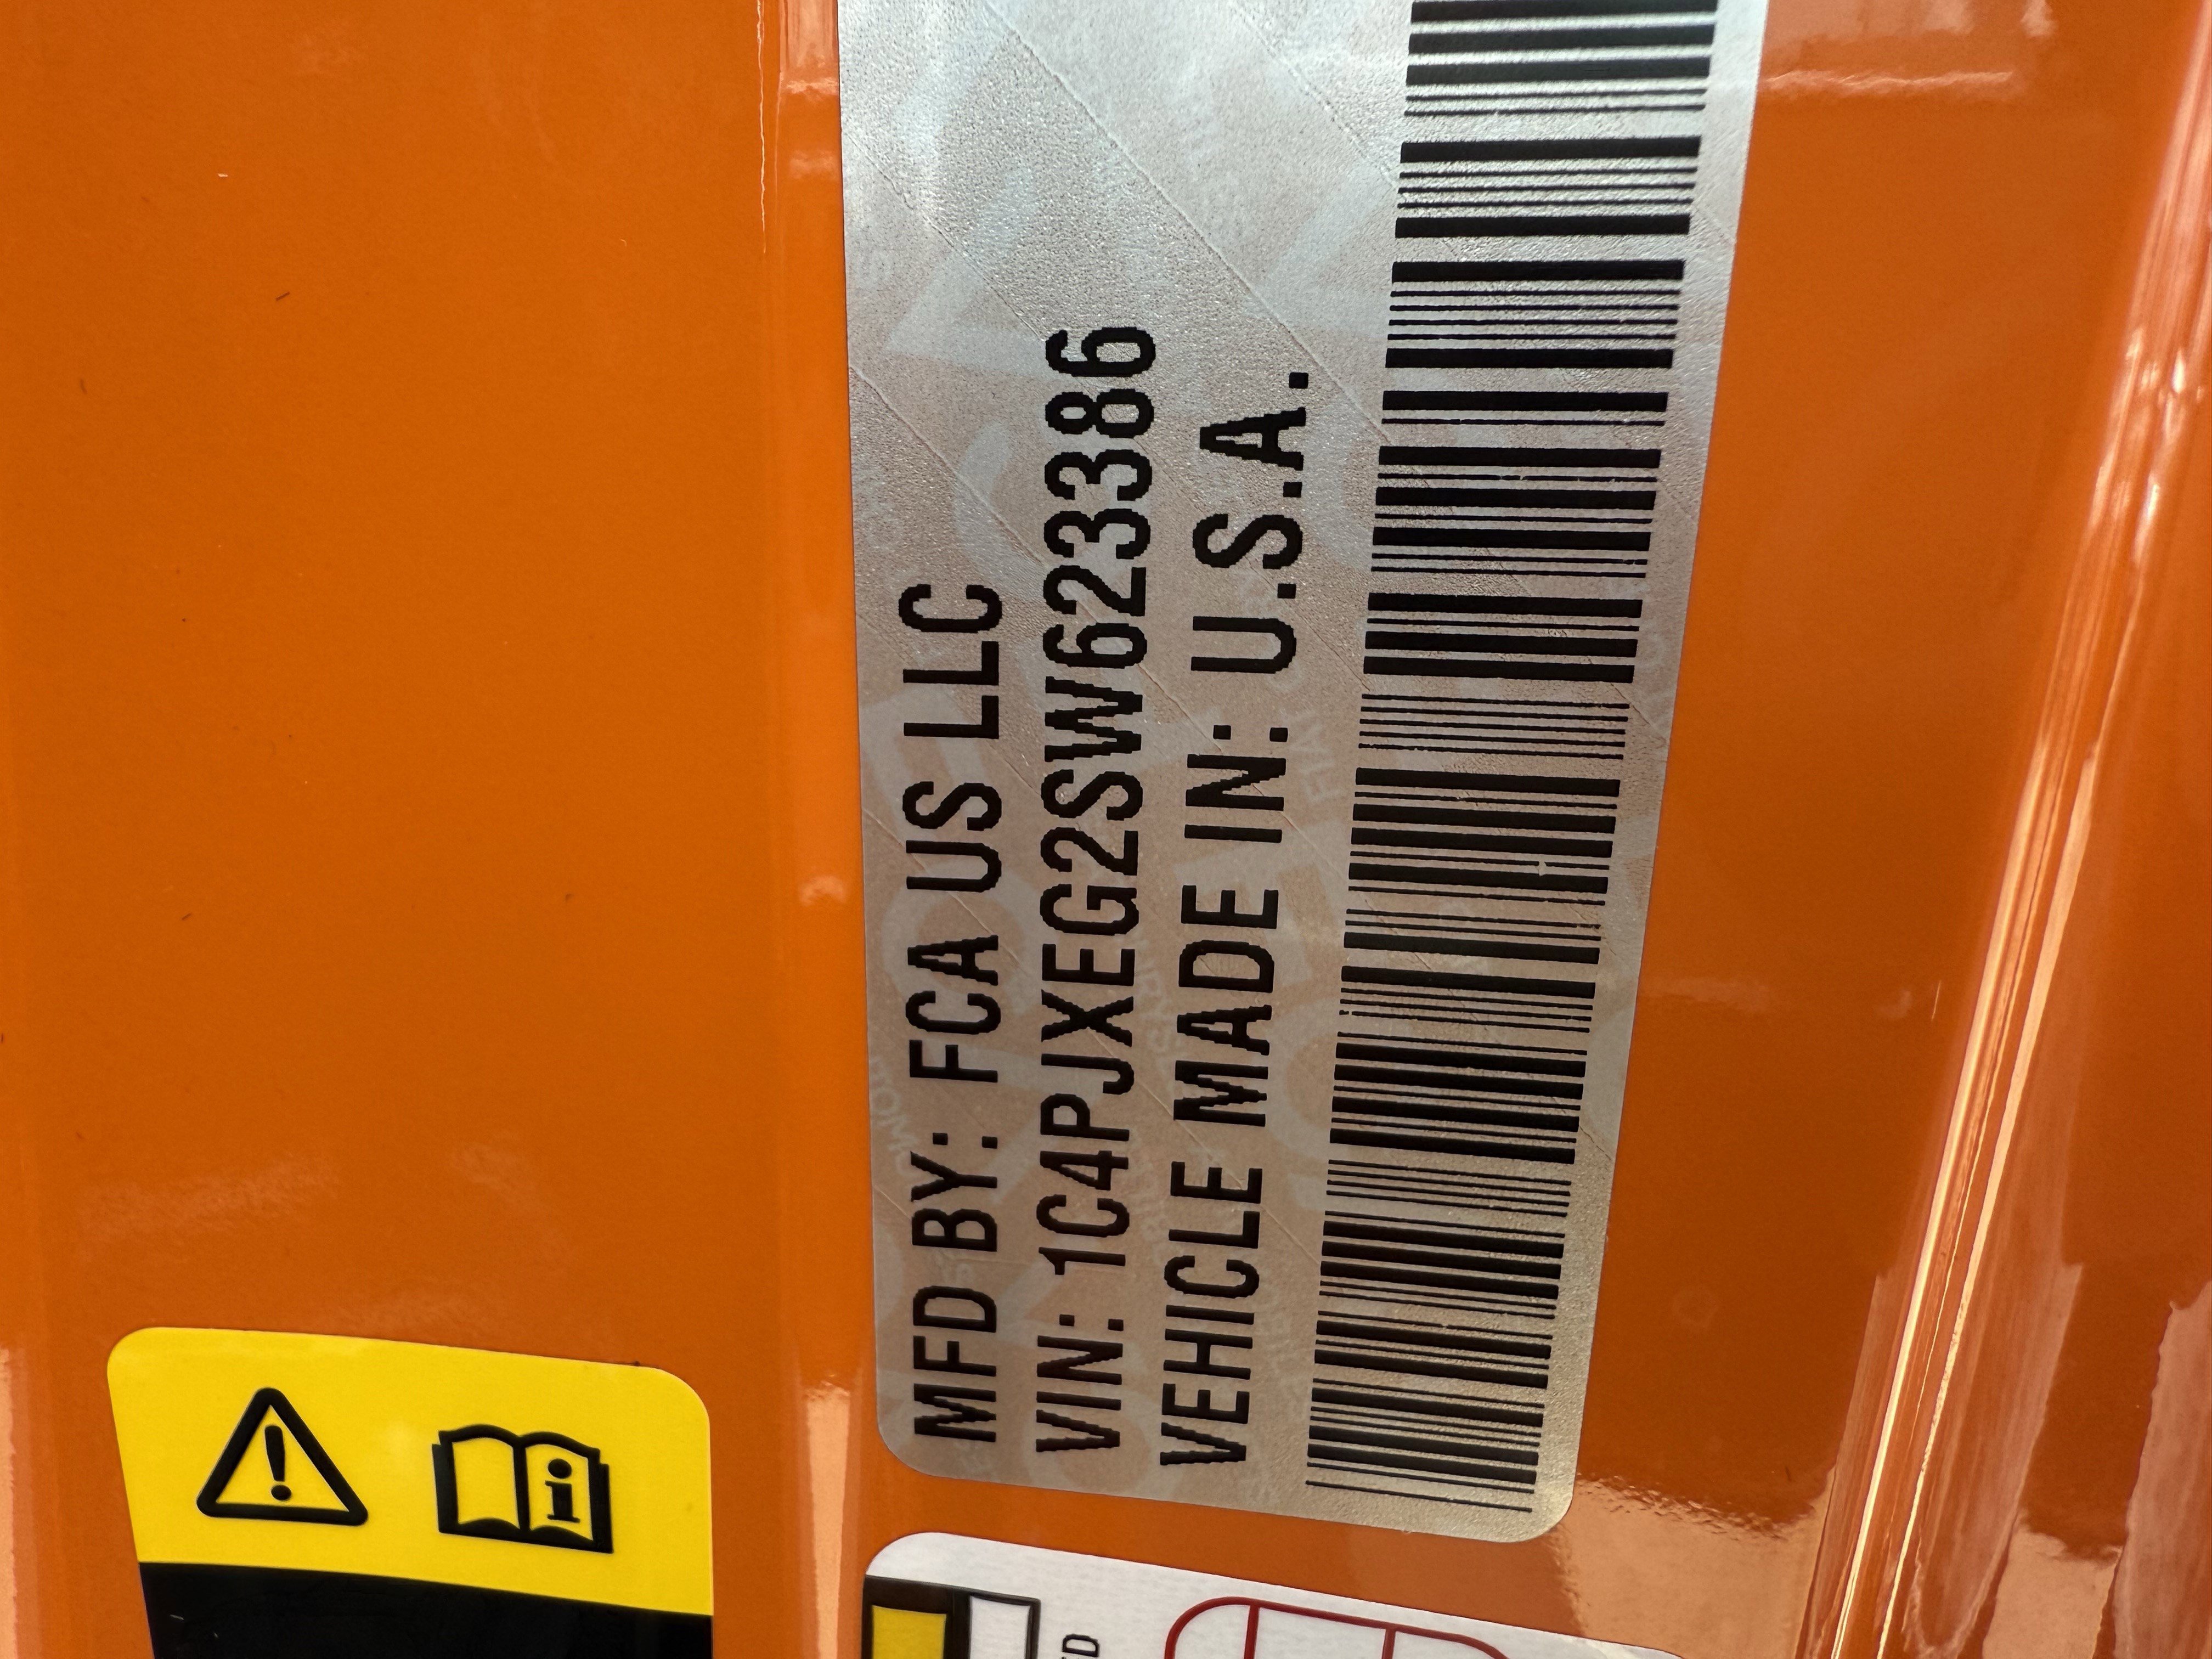 MFD BY: FCA US LLC
VIN: 1C4PJXEG2SW623386
VEHICLE MADE IN: U.S.A.